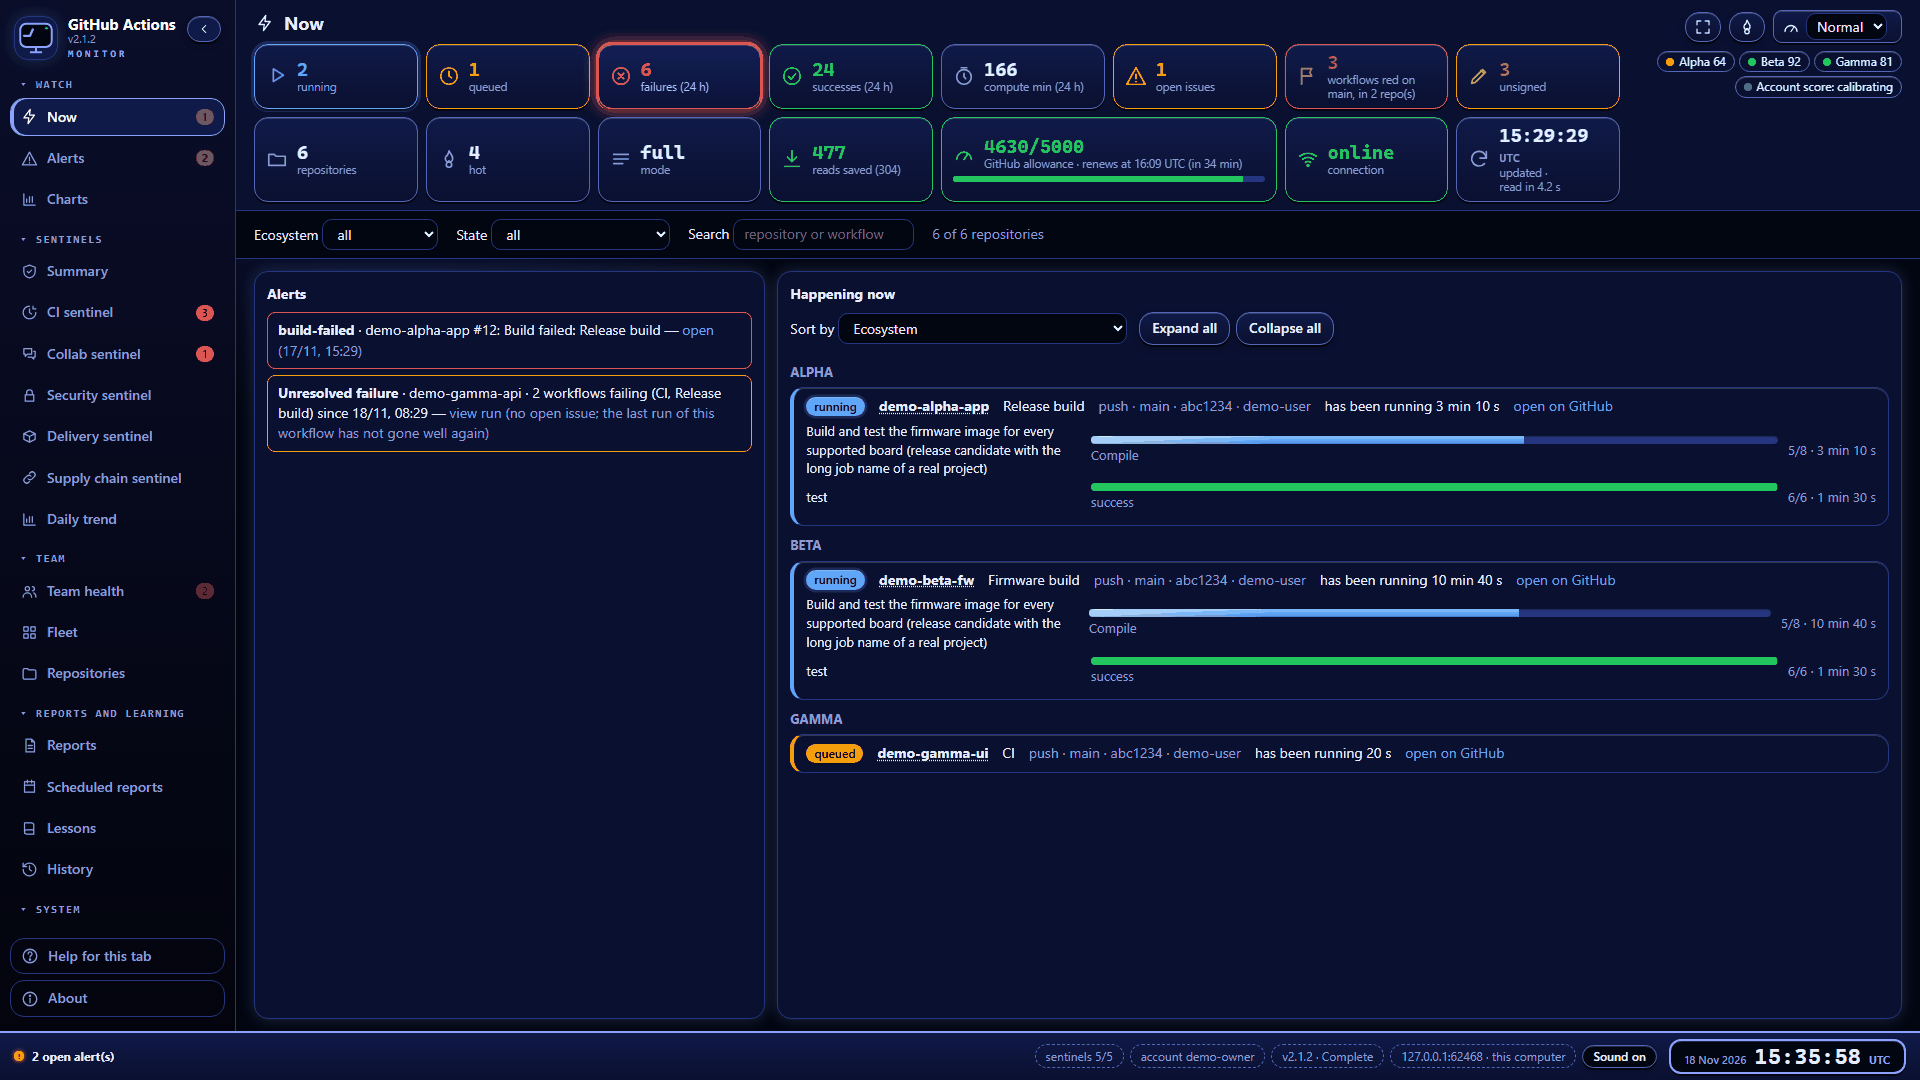 GitHub Actions
v2.1.2
MONITOR
WATCH
Now 1
Alerts 2
Charts
SENTINELS
Summary
CI sentinel 3
Collab sentinel 1
Security sentinel
Delivery sentinel
Supply chain sentinel
Daily trend
TEAM
Team health 2
Fleet
Repositories
REPORTS AND LEARNING
Reports
Scheduled reports
Lessons
History
SYSTEM
Help for this tab
About
Now
Normal
Alpha 64
Beta 92
Gamma 81
Account score: calibrating
2
running
1
queued
6
failures (24 h)
24
successes (24 h)
166
compute min (24 h)
1
open issues
3
workflows red on
main, in 2 repo(s)
3
unsigned
6
repositories
4
hot
full
mode
477
reads saved (304)
4630/5000
GitHub allowance · renews at 16:09 UTC (in 34 min)
online
connection
15:29:29
UTC
updated ·
read in 4.2 s
Ecosystem all State all Search repository or workflow 6 of 6 repositories
Alerts
build-failed · demo-alpha-app #12: Build failed: Release build — open
(17/11, 15:29)
Unresolved failure · demo-gamma-api · 2 workflows failing (CI, Release
build) since 18/11, 08:29 — view run (no open issue; the last run of this
workflow has not gone well again)
Happening now
Sort by Ecosystem Expand all Collapse all
ALPHA
running demo-alpha-app Release build push · main · abc1234 · demo-user has been running 3 min 10 s open on GitHub
Build and test the firmware image for every
supported board (release candidate with the
long job name of a real project)
Compile
5/8 · 3 min 10 s
test
success
6/6 · 1 min 30 s
BETA
running demo-beta-fw Firmware build push · main · abc1234 · demo-user has been running 10 min 40 s open on GitHub
Build and test the firmware image for every
supported board (release candidate with the
long job name of a real project)
Compile
5/8 · 10 min 40 s
test
success
6/6 · 1 min 30 s
GAMMA
queued demo-gamma-ui CI push · main · abc1234 · demo-user has been running 20 s open on GitHub
2 open alert(s)
sentinels 5/5
account demo-owner
v2.1.2 · Complete
127.0.0.1:62468 · this computer
Sound on
18 Nov 2026 15:35:58 UTC